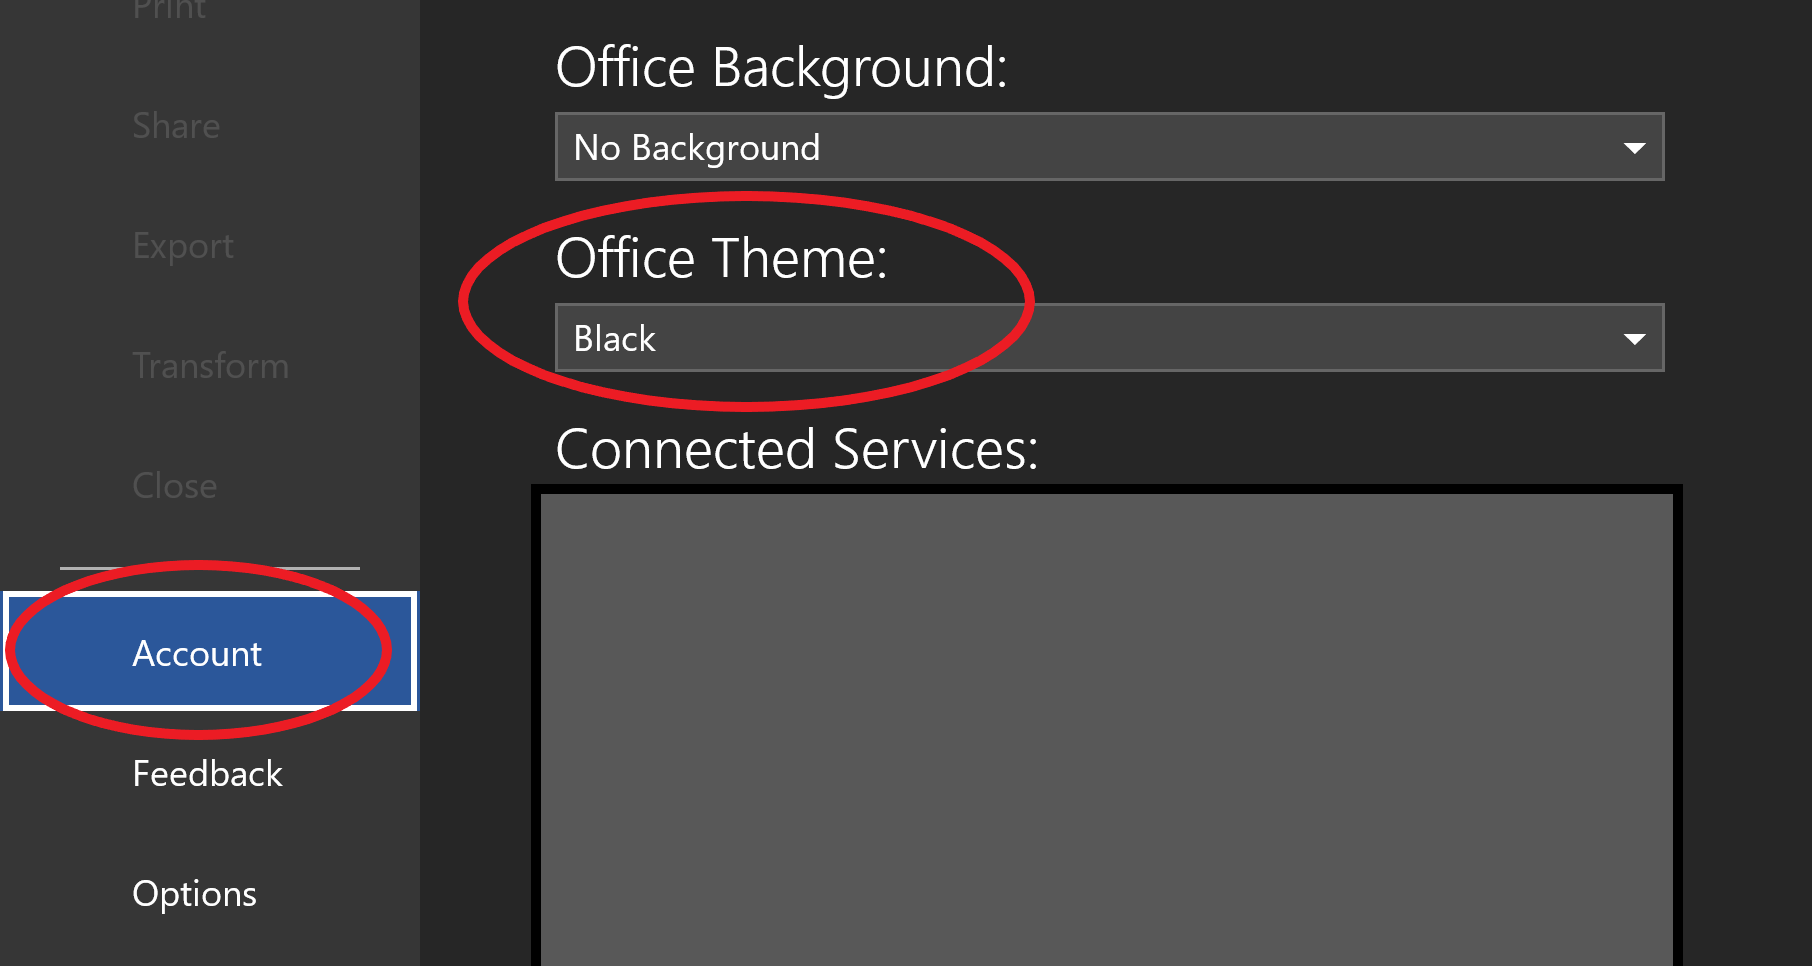 Print
Share
Export
Transform
Close
Account
Feedback
Options
Office Background:
No Background
Office Theme:
Black
Connected Services: